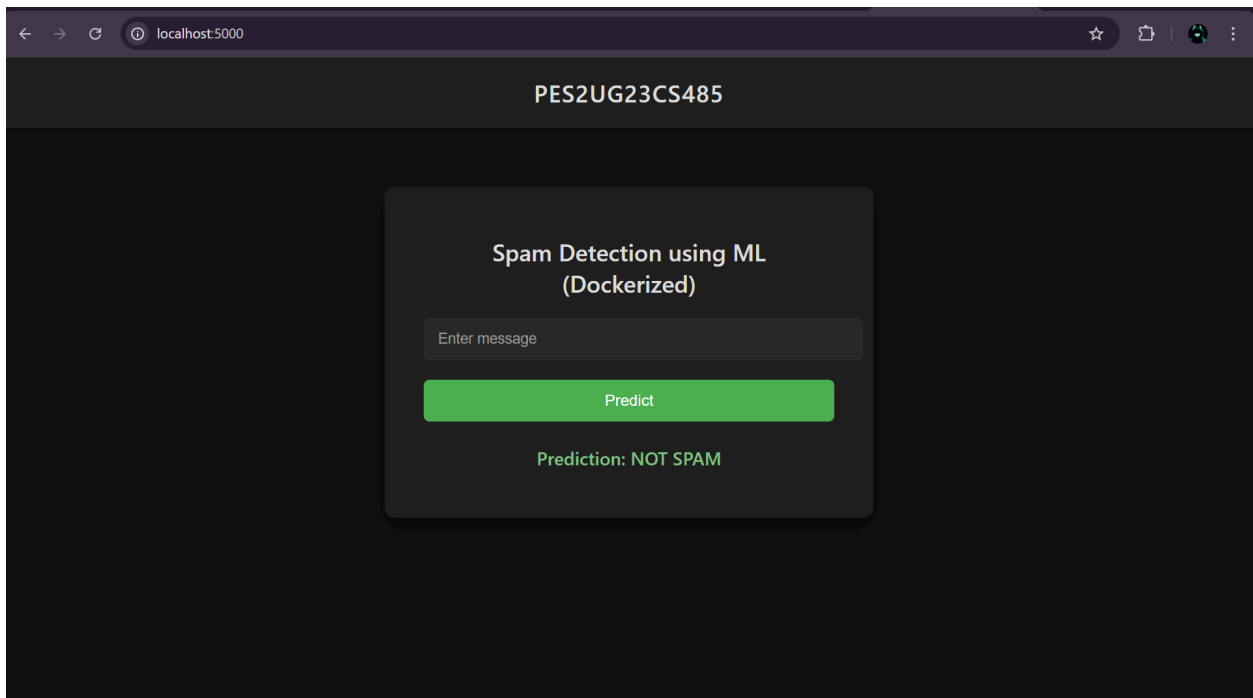 localhost:5000
PES2UG23CS485
Spam Detection using ML
(Dockerized)
Enter message
Predict
Prediction: NOT SPAM